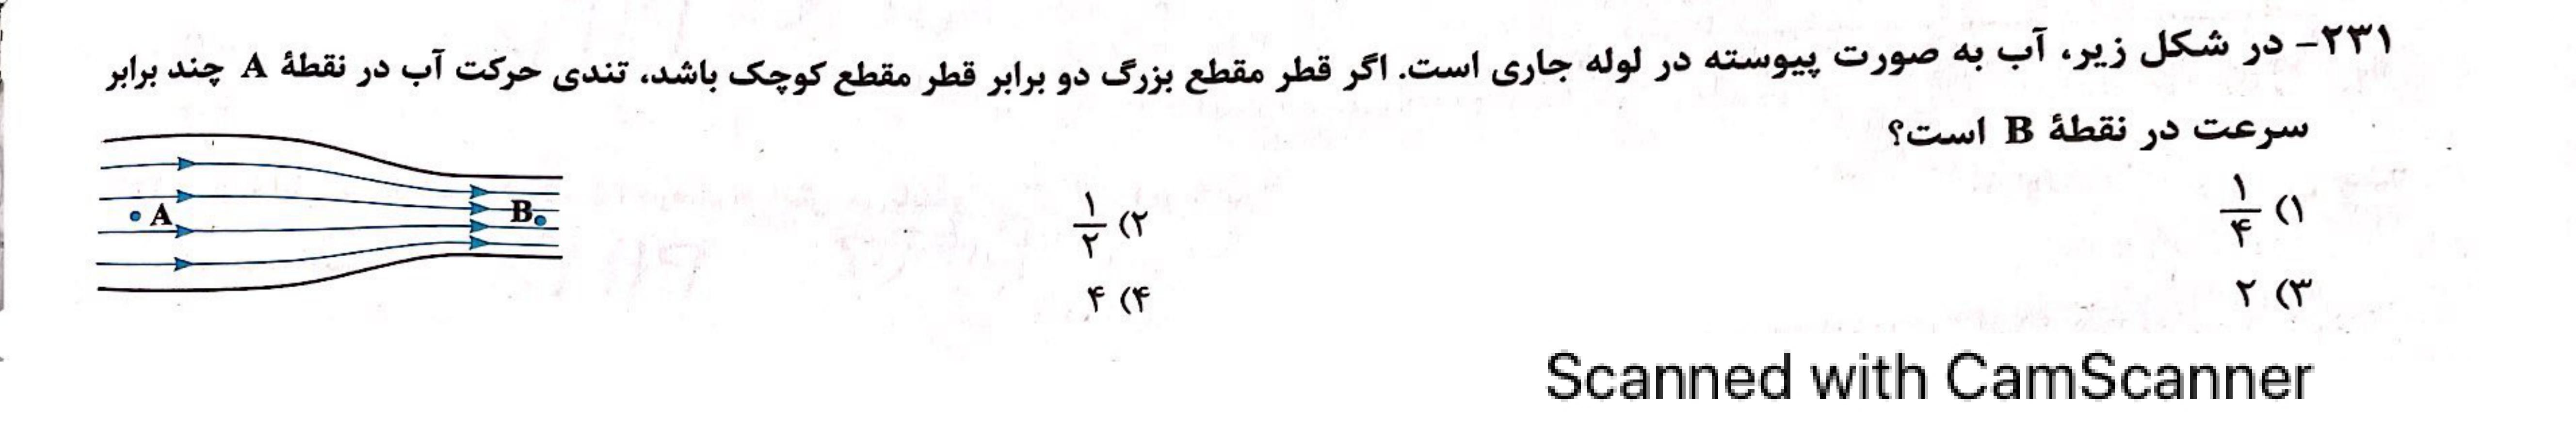 ۲۳۱- در شکل زیر، آب به صورت پیوسته در لوله جاری است. اگر قطر مقطع بزرگ دو برابر قطر مقطع کوچک باشد، تندی حرکت آب در نقطهٔ A چند برابر
سرعت در نقطهٔ B است؟
۱) ۱/۴
۲) ۱/۲
۳) ۲
۴) ۴
A
B
Scanned with CamScanner